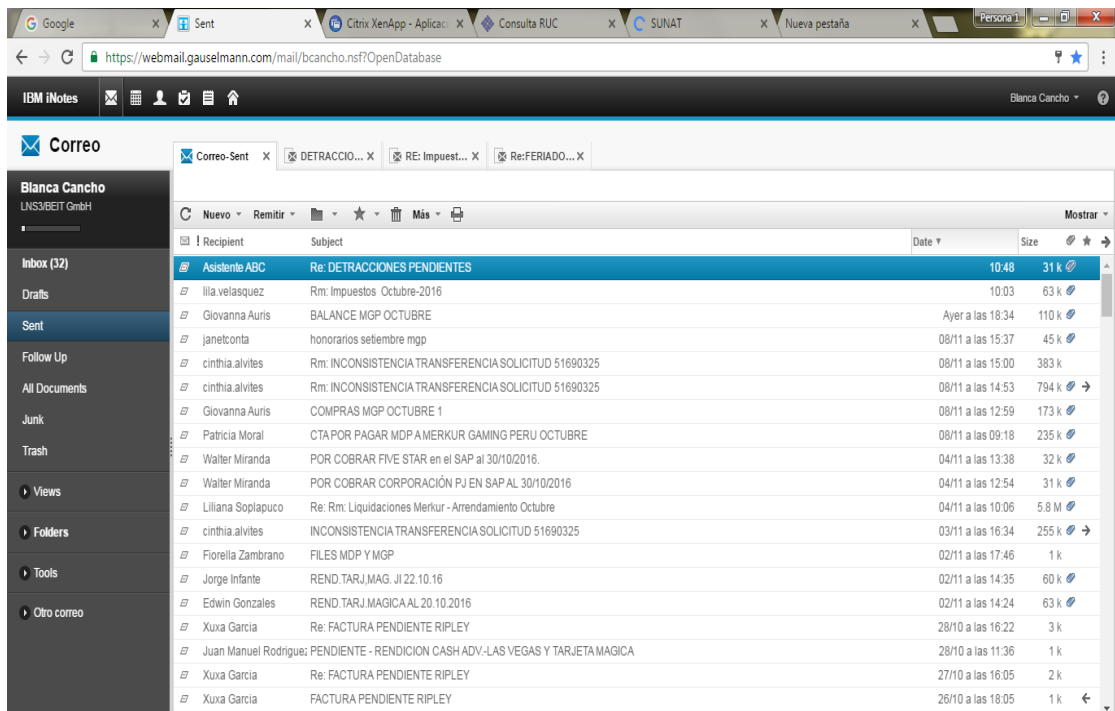 Google Sent Citrix XenApp - Aplicaci Consulta RUC SUNAT Nueva pestaña Persona 1
https://webmail.gauselmann.com/mail/bcancho.nsf?OpenDatabase
IBM iNotes Blanca Cancho
Correo
Correo-Sent DETRACCIO... RE: Impuest... Re:FERIADO...
Blanca Cancho
LNS3/BEIT GmbH
Inbox (32)
Drafts
Sent
Follow Up
All Documents
Junk
Trash
Views
Folders
Tools
Otro correo
Nuevo Remitir Más Mostrar
! Recipient Subject Date Size
Asistente ABC Re: DETRACCIONES PENDIENTES 10:48 31 k
lila.velasquez Rm: Impuestos Octubre-2016 10:03 63 k
Giovanna Auris BALANCE MGP OCTUBRE Ayer a las 18:34 110 k
janetconta honorarios setiembre mgp 08/11 a las 15:37 45 k
cinthia.alvites Rm: INCONSISTENCIA TRANSFERENCIA SOLICITUD 51690325 08/11 a las 15:00 383 k
cinthia.alvites Rm: INCONSISTENCIA TRANSFERENCIA SOLICITUD 51690325 08/11 a las 14:53 794 k
Giovanna Auris COMPRAS MGP OCTUBRE 1 08/11 a las 12:59 173 k
Patricia Moral CTA POR PAGAR MDP A MERKUR GAMING PERU OCTUBRE 08/11 a las 09:18 235 k
Walter Miranda POR COBRAR FIVE STAR en el SAP al 30/10/2016. 04/11 a las 13:38 32 k
Walter Miranda POR COBRAR CORPORACIÓN PJ EN SAP AL 30/10/2016 04/11 a las 12:54 31 k
Liliana Soplapuco Re: Rm: Liquidaciones Merkur - Arrendamiento Octubre 04/11 a las 10:06 5.8 M
cinthia.alvites INCONSISTENCIA TRANSFERENCIA SOLICITUD 51690325 03/11 a las 16:34 255 k
Fiorella Zambrano FILES MDP Y MGP 02/11 a las 17:46 1 k
Jorge Infante REND.TARJ,MAG. JI 22.10.16 02/11 a las 14:35 60 k
Edwin Gonzales REND.TARJ.MAGICA AL 20.10.2016 02/11 a las 14:24 63 k
Xuxa Garcia Re: FACTURA PENDIENTE RIPLEY 28/10 a las 16:22 3 k
Juan Manuel Rodriguez PENDIENTE - RENDICION CASH ADV.-LAS VEGAS Y TARJETA MAGICA 28/10 a las 11:36 1 k
Xuxa Garcia Re: FACTURA PENDIENTE RIPLEY 27/10 a las 16:05 2 k
Xuxa Garcia FACTURA PENDIENTE RIPLEY 26/10 a las 18:05 1 k